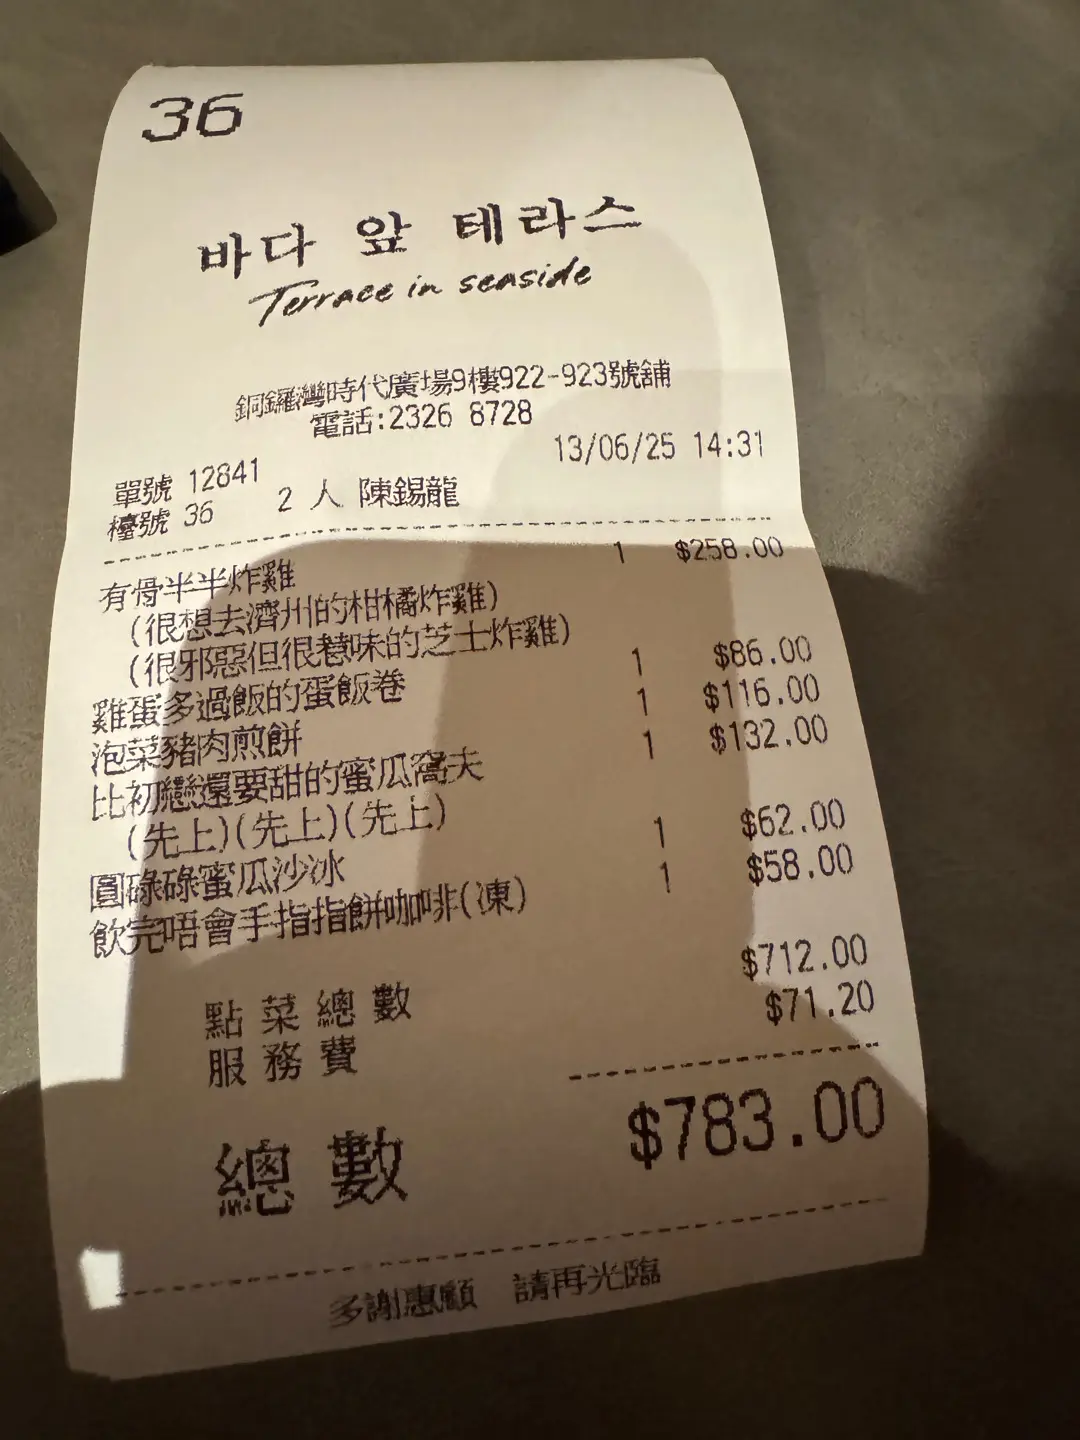 36
바다 앞 테라스
Terrace in seaside
銅鑼灣時代廣場9樓922-923號舖
電話:2326 8728
13/06/25 14:31
單號 12841
檯號 36 2 人 陳錫龍
有骨半半炸雞 1 $258.00
(很想去濟州的柑橘炸雞)
(很邪惡但很惹味的芝士炸雞)
雞蛋多過飯的蛋飯卷 1 $86.00
泡菜豬肉煎餅 1 $116.00
比初戀還要甜的蜜瓜窩夫 1 $132.00
(先上)(先上)(先上)
圓碌碌蜜瓜沙冰 1 $62.00
飲完唔會手指指餅咖啡(凍) 1 $58.00
點菜總數 $712.00
服務費 $71.20
總數 $783.00
多謝惠顧 請再光臨